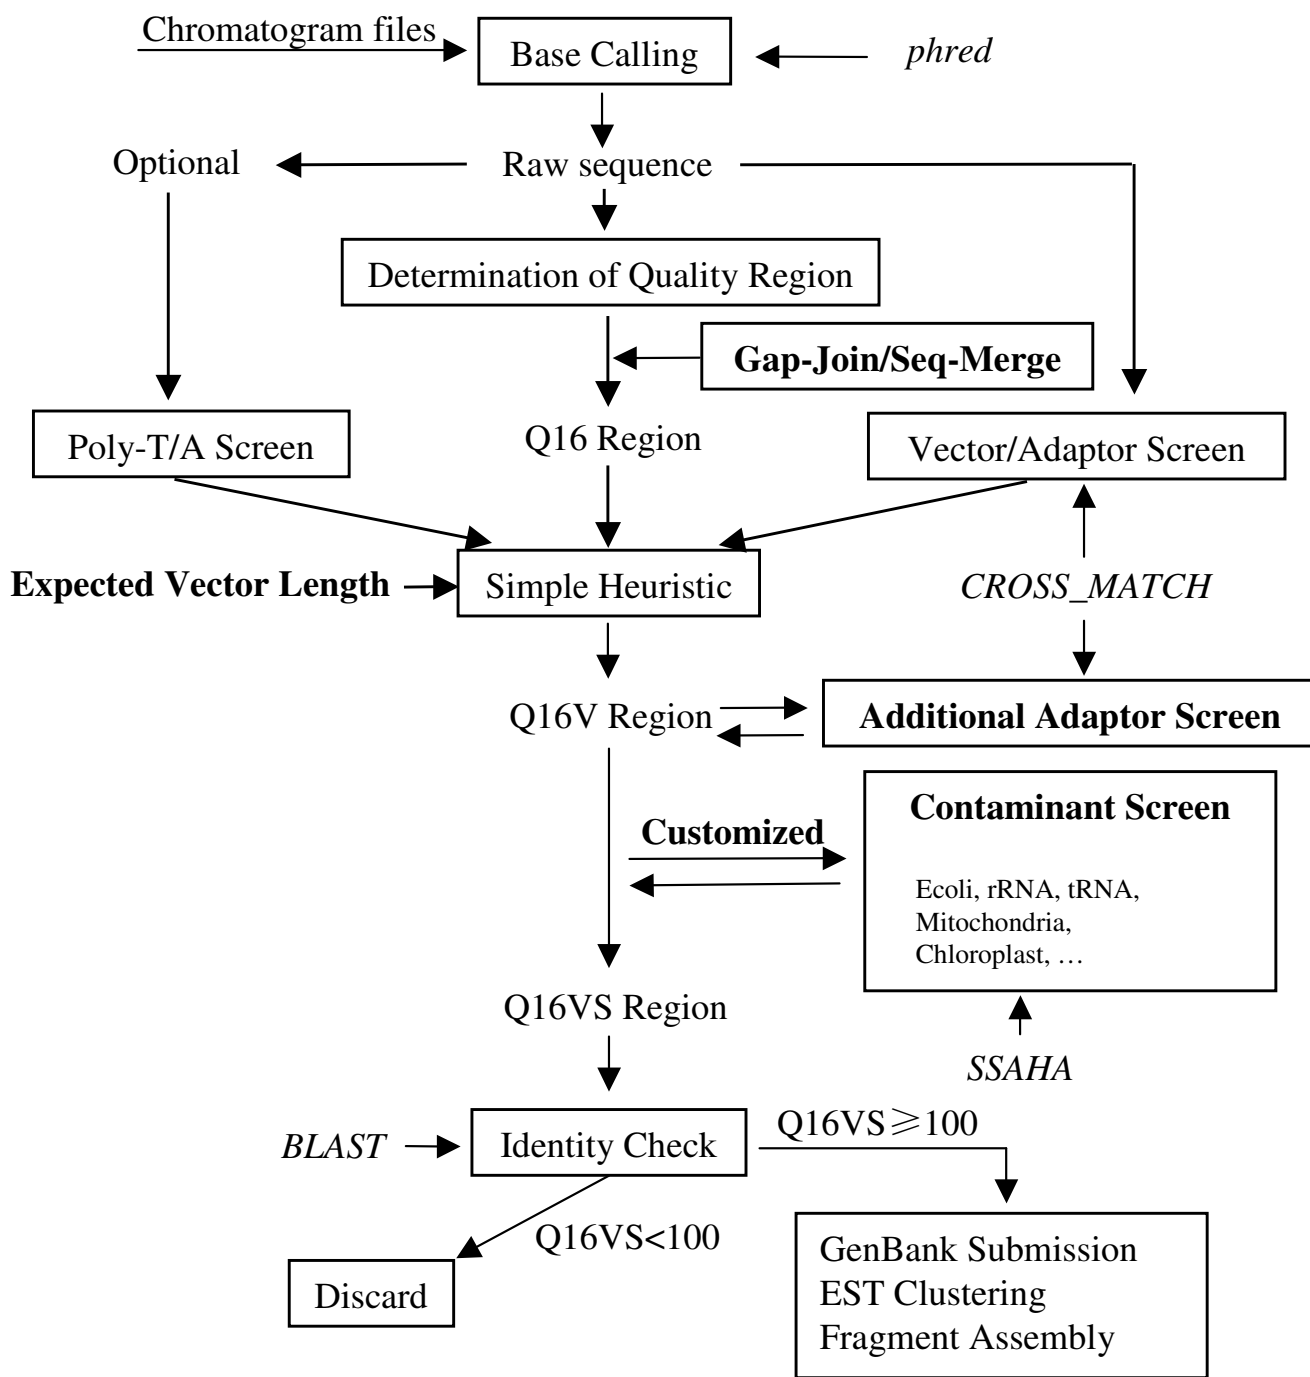 Chromatogram files
Base Calling
phred
Optional
Raw sequence
Determination of Quality Region
Gap-Join/Seq-Merge
Poly-T/A Screen
Q16 Region
Vector/Adaptor Screen
Expected Vector Length
Simple Heuristic
CROSS_MATCH
Q16V Region
Additional Adaptor Screen
Contaminant Screen
Customized
Ecoli, rRNA, tRNA,
Mitochondria,
Chloroplast, …
Q16VS Region
SSAHA
BLAST
Identity Check
Q16VS≥100
Q16VS<100
Discard
GenBank Submission
EST Clustering
Fragment Assembly